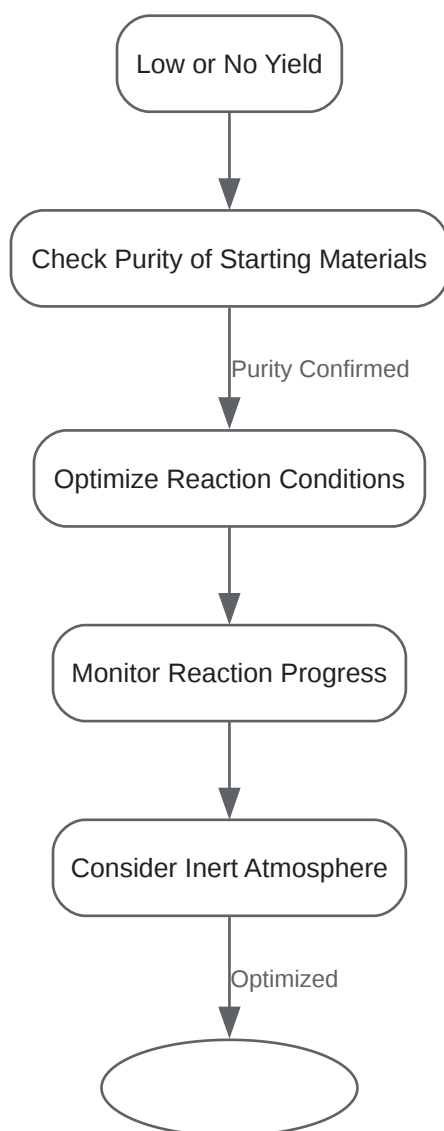 Low or No Yield
Check Purity of Starting Materials
Purity Confirmed
Optimize Reaction Conditions
Monitor Reaction Progress
Consider Inert Atmosphere
Optimized